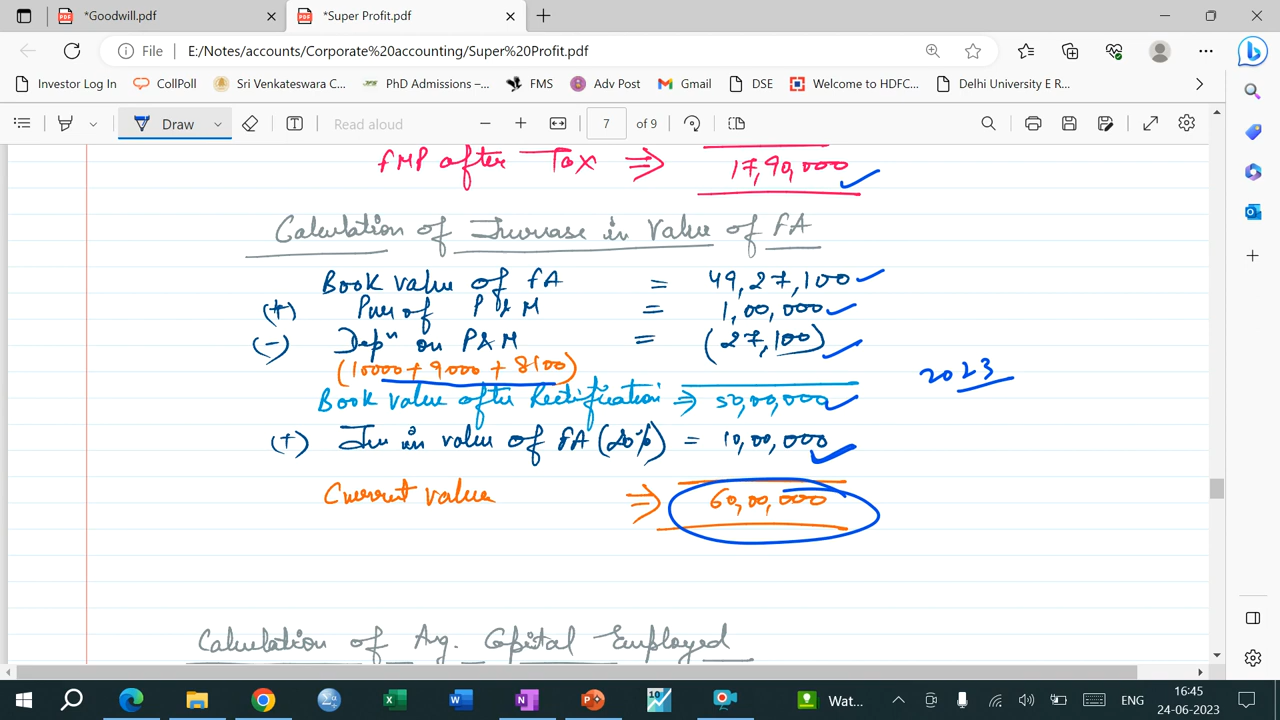 *Goodwill.pdf
*Super Profit.pdf
File E:/Notes/accounts/Corporate%20accounting/Super%20Profit.pdf
Investor Log In CollPoll Sri Venkateswara C... PhD Admissions –... FMS Adv Post Gmail DSE Welcome to HDFC... Delhi University E R...
Draw Read aloud 7 of 9
FMP after Tax ⇒ 17,90,000
Calculation of Increase in Value of FA
Book value of FA = 49,27,100
(+) Pur of P&M = 1,00,000
(-) Depn on P&M = (27,100)
(10000 + 9000 + 8100)
2023
Book value after Rectification ⇒ 50,00,000
(+) Inc in value of FA (20%) = 10,00,000
Current value ⇒ 60,00,000
Calculation of Avg. Capital Employed
Wat...
ENG
16:45
24-06-2023